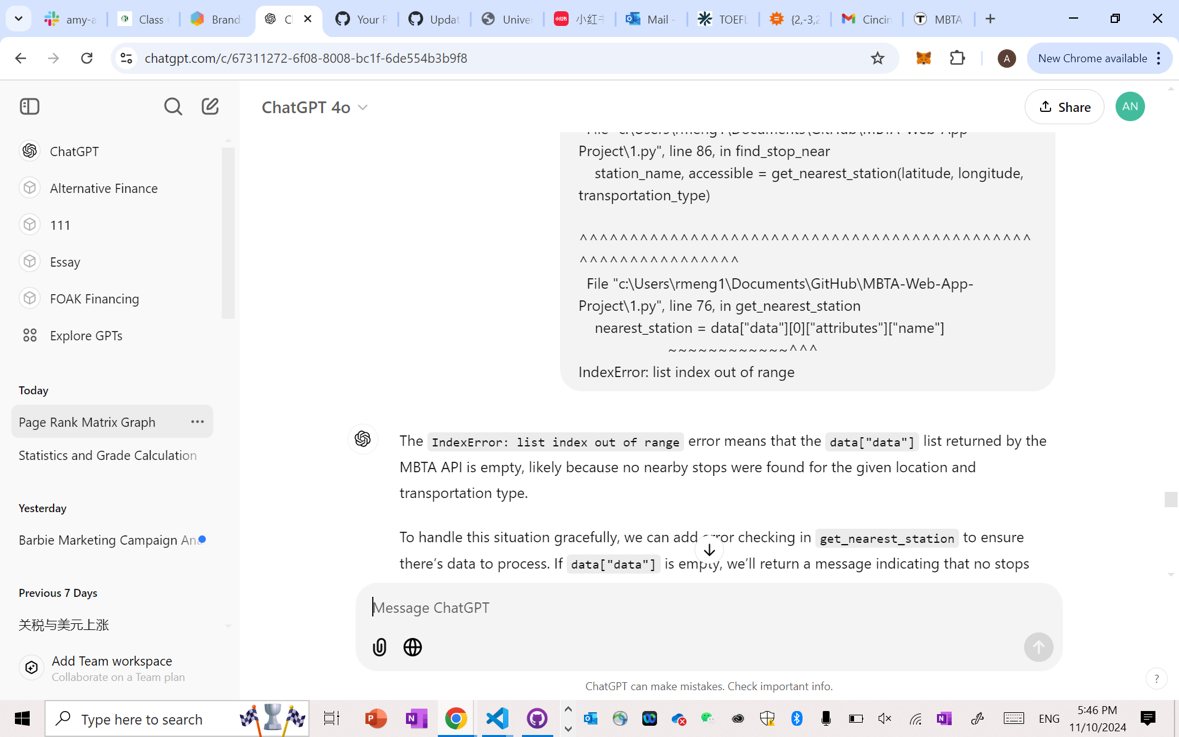 amy-a
Class
Brand
C
Your R
Updat
Unive
小红书
Mail -
TOEFL
(2,-3,2
Cincin
MBTA
chatgpt.com/c/67311272-6f08-8008-bc1f-6de554b3b9f8
A
New Chrome available
ChatGPT 4o
Share
AN
ChatGPT
Alternative Finance
111
Essay
FOAK Financing
Explore GPTs
Today
Page Rank Matrix Graph
Statistics and Grade Calculation
Yesterday
Barbie Marketing Campaign An
Previous 7 Days
关税与美元上涨
Add Team workspace
Collaborate on a Team plan
File "c:\Users\rmeng1\Documents\GitHub\MBTA-Web-App-
Project\1.py", line 86, in find_stop_near
station_name, accessible = get_nearest_station(latitude, longitude,
transportation_type)
^^^^^^^^^^^^^^^^^^^^^^^^^^^^^^^^^^^^^^^^^^^^^
^^^^^^^^^^^^^^^^
File "c:\Users\rmeng1\Documents\GitHub\MBTA-Web-App-
Project\1.py", line 76, in get_nearest_station
nearest_station = data["data"][0]["attributes"]["name"]
~~~~~~~~~~~~^^^
IndexError: list index out of range
The IndexError: list index out of range error means that the data["data"] list returned by the
MBTA API is empty, likely because no nearby stops were found for the given location and
transportation type.
To handle this situation gracefully, we can add error checking in get_nearest_station to ensure
there's data to process. If data["data"] is empty, we'll return a message indicating that no stops
Message ChatGPT
ChatGPT can make mistakes. Check important info.
?
Type here to search
ENG
5:46 PM
11/10/2024